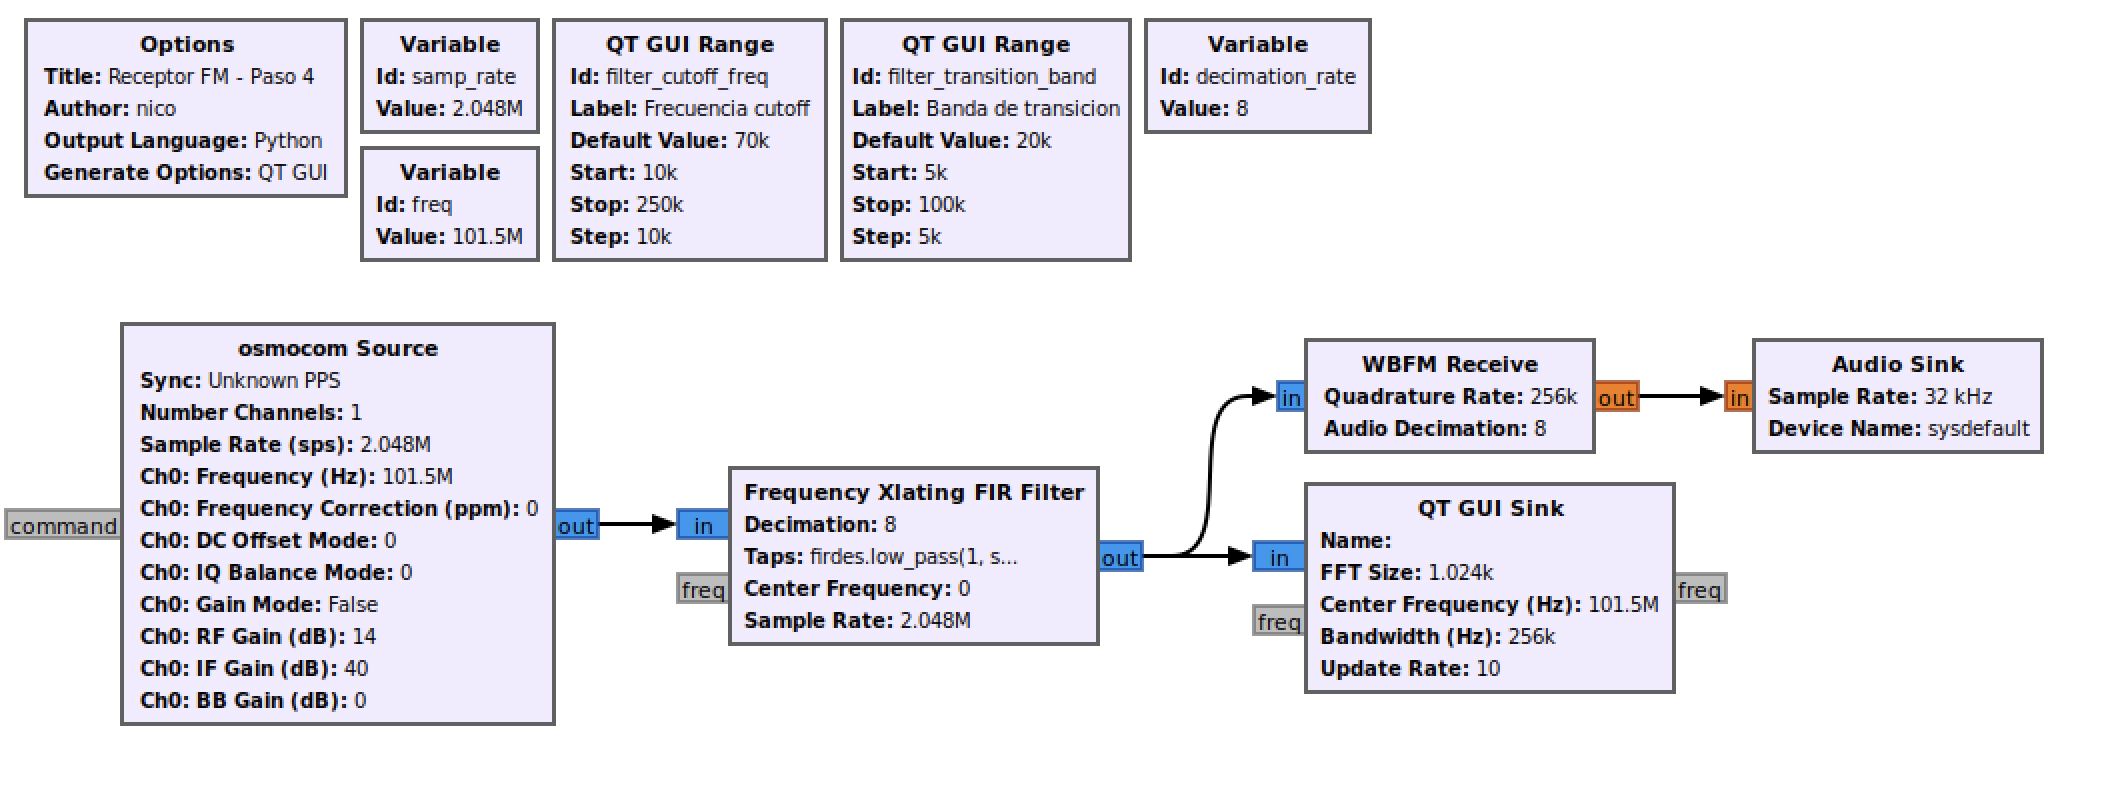 Options
Title: Receptor FM - Paso 4
Author: nico
Output Language: Python
Generate Options: QT GUI
Variable
Id: samp_rate
Value: 2.048M
Variable
Id: freq
Value: 101.5M
QT GUI Range
Id: filter_cutoff_freq
Label: Frecuencia cutoff
Default Value: 70k
Start: 10k
Stop: 250k
Step: 10k
QT GUI Range
Id: filter_transition_band
Label: Banda de transicion
Default Value: 20k
Start: 5k
Stop: 100k
Step: 5k
Variable
Id: decimation_rate
Value: 8
command
osmocom Source
Sync: Unknown PPS
Number Channels: 1
Sample Rate (sps): 2.048M
Ch0: Frequency (Hz): 101.5M
Ch0: Frequency Correction (ppm): 0
Ch0: DC Offset Mode: 0
Ch0: IQ Balance Mode: 0
Ch0: Gain Mode: False
Ch0: RF Gain (dB): 14
Ch0: IF Gain (dB): 40
Ch0: BB Gain (dB): 0
out
in
freq
Frequency Xlating FIR Filter
Decimation: 8
Taps: firdes.low_pass(1, s...
Center Frequency: 0
Sample Rate: 2.048M
out
in
WBFM Receive
Quadrature Rate: 256k
Audio Decimation: 8
out
in
Audio Sink
Sample Rate: 32 kHz
Device Name: sysdefault
in
freq
QT GUI Sink
Name:
FFT Size: 1.024k
Center Frequency (Hz): 101.5M
Bandwidth (Hz): 256k
Update Rate: 10
freq